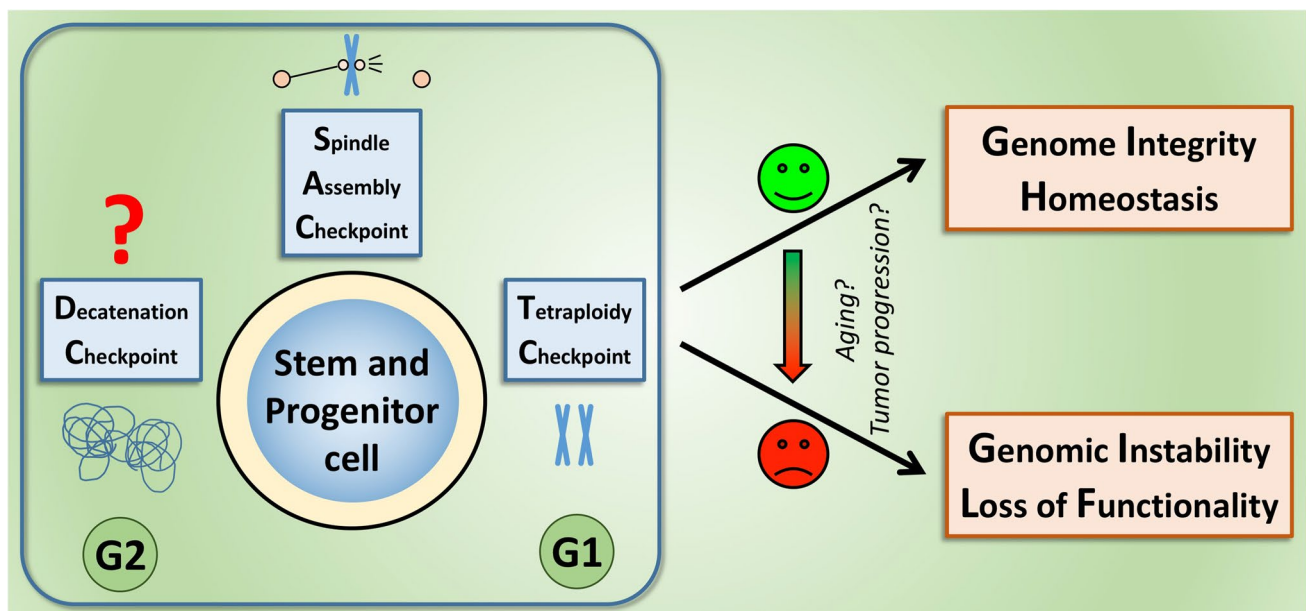 Spindle
Assembly
Checkpoint
?
Decatenation
Checkpoint
Tetraploidy
Checkpoint
Stem and
Progenitor
cell
G2
G1
Aging?
Tumor progression?
Genome Integrity
Homeostasis
Genomic Instability
Loss of Functionality